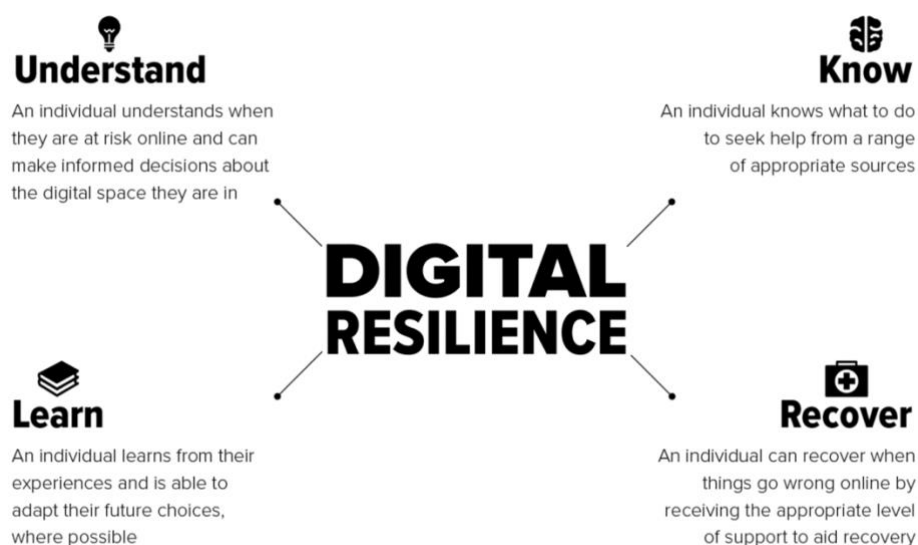 Understand
An individual understands when
they are at risk online and can
make informed decisions about
the digital space they are in
Know
An individual knows what to do
to seek help from a range
of appropriate sources
DIGITAL
RESILIENCE
Learn
An individual learns from their
experiences and is able to
adapt their future choices,
where possible
Recover
An individual can recover when
things go wrong online by
receiving the appropriate level
of support to aid recovery